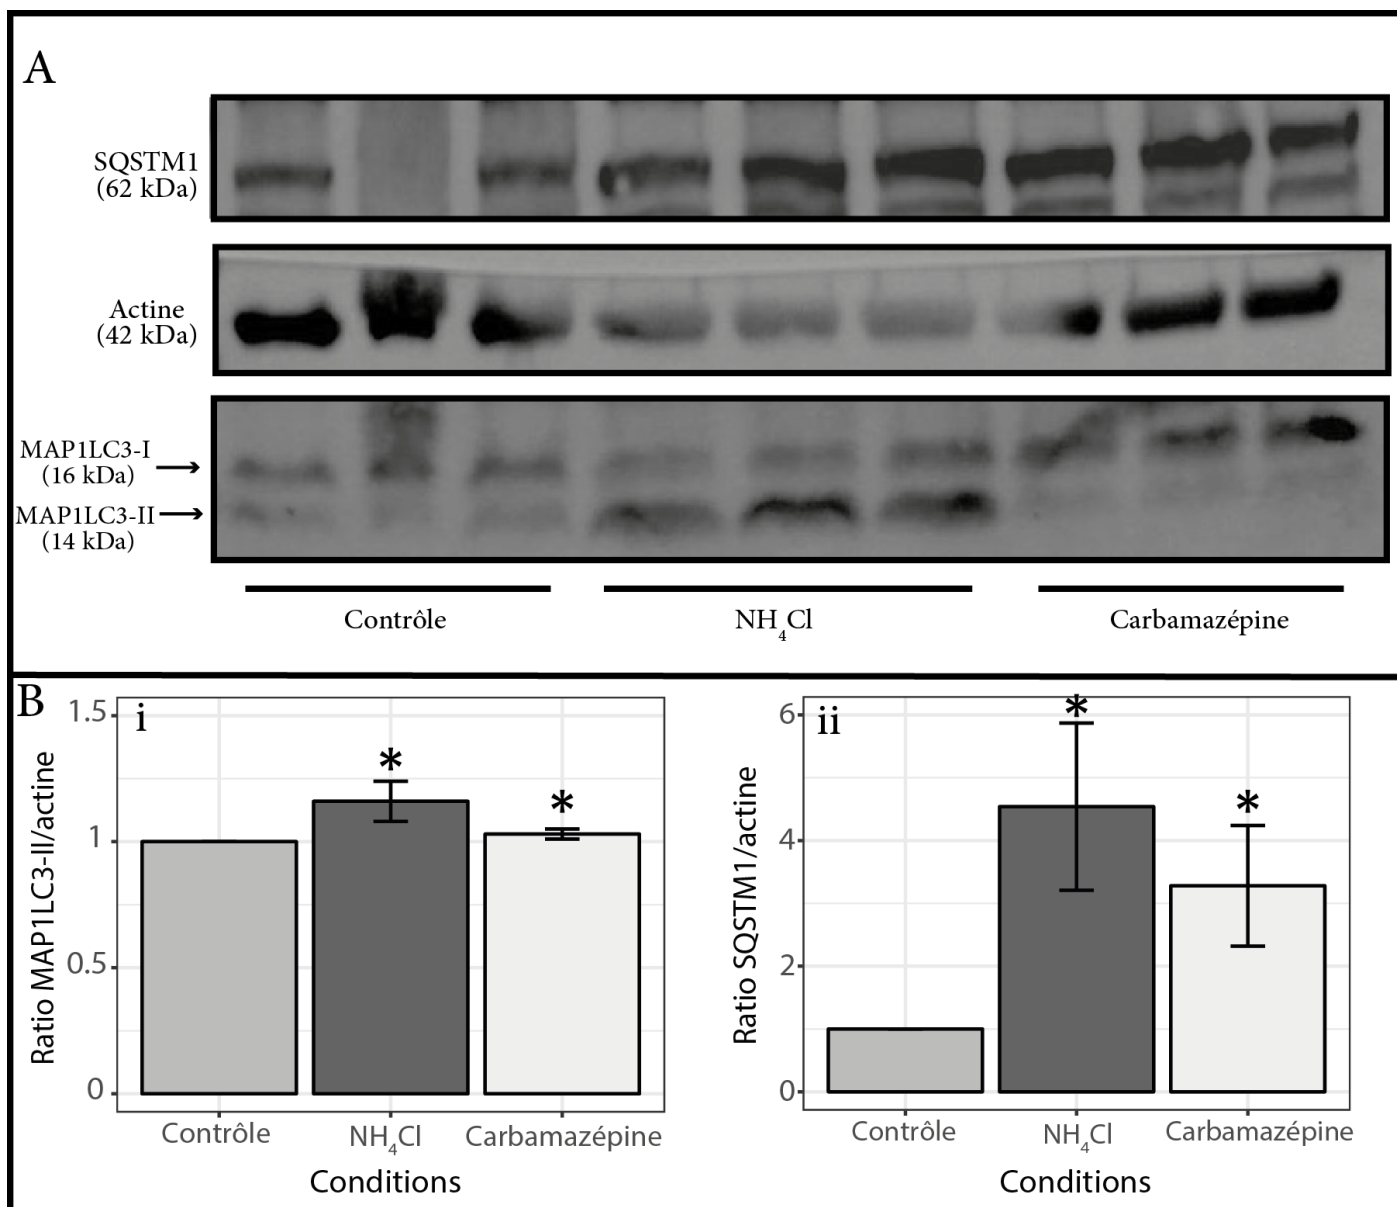 A
SQSTM1
(62 kDa)
Actine
(42 kDa)
MAP1LC3-I
(16 kDa)
MAP1LC3-II
(14 kDa)
Contrôle
NH4Cl
Carbamazépine
B
i
Ratio MAP1LC3-II/actine
1.5
1
0.5
0
*
*
Contrôle
NH4Cl
Carbamazépine
Conditions
ii
Ratio SQSTM1/actine
6
4
2
0
*
*
Contrôle
NH4Cl
Carbamazépine
Conditions